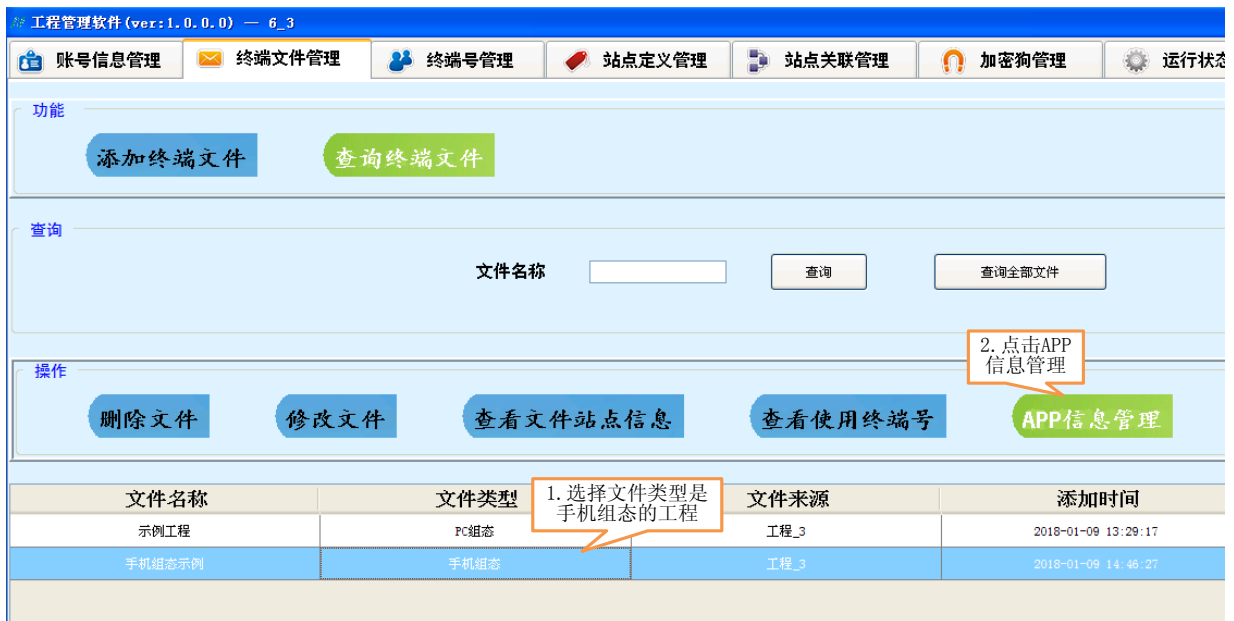 工程管理软件(ver:1.0.0.0) — 6_3
账号信息管理 终端文件管理 终端号管理 站点定义管理 站点关联管理 加密狗管理 运行状态
功能
添加终端文件 查询终端文件
查询
文件名称 查询 查询全部文件
2.点击APP
信息管理
操作
删除文件 修改文件 查看文件站点信息 查看使用终端号 APP信息管理
1.选择文件类型是
手机组态的工程
文件名称 文件类型 文件来源 添加时间
示例工程 PC组态 工程_3 2018-01-09 13:29:17
手机组态示例 手机组态 工程_3 2018-01-09 14:46:27